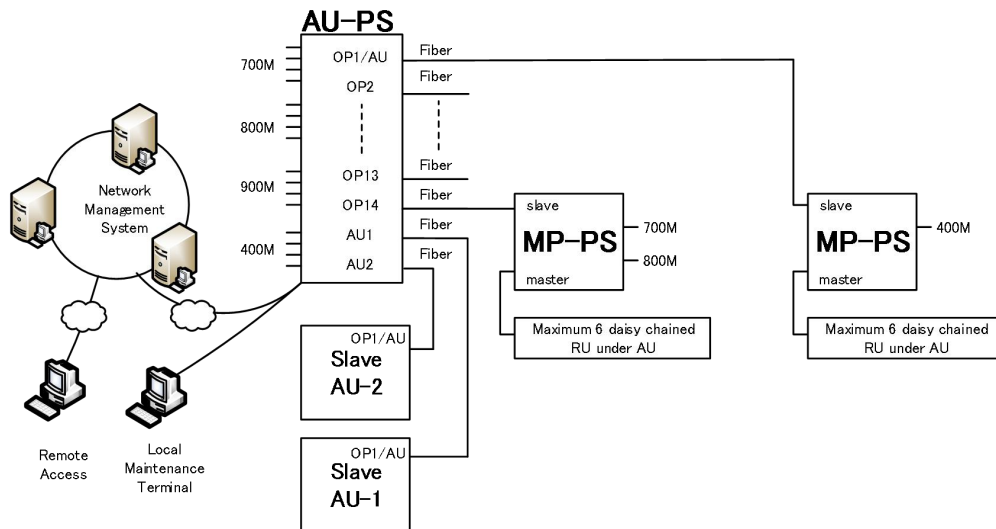 AU-PS
700M
800M
900M
400M
OP1/AU
OP2
OP13
OP14
AU1
AU2
Fiber
Fiber
Fiber
Fiber
Fiber
Fiber
Network
Management
System
Remote
Access
Local
Maintenance
Terminal
OP1/AU
Slave
AU-2
OP1/AU
Slave
AU-1
slave
MP-PS
master
700M
800M
Maximum 6 daisy chained
RU under AU
slave
MP-PS
master
400M
Maximum 6 daisy chained
RU under AU